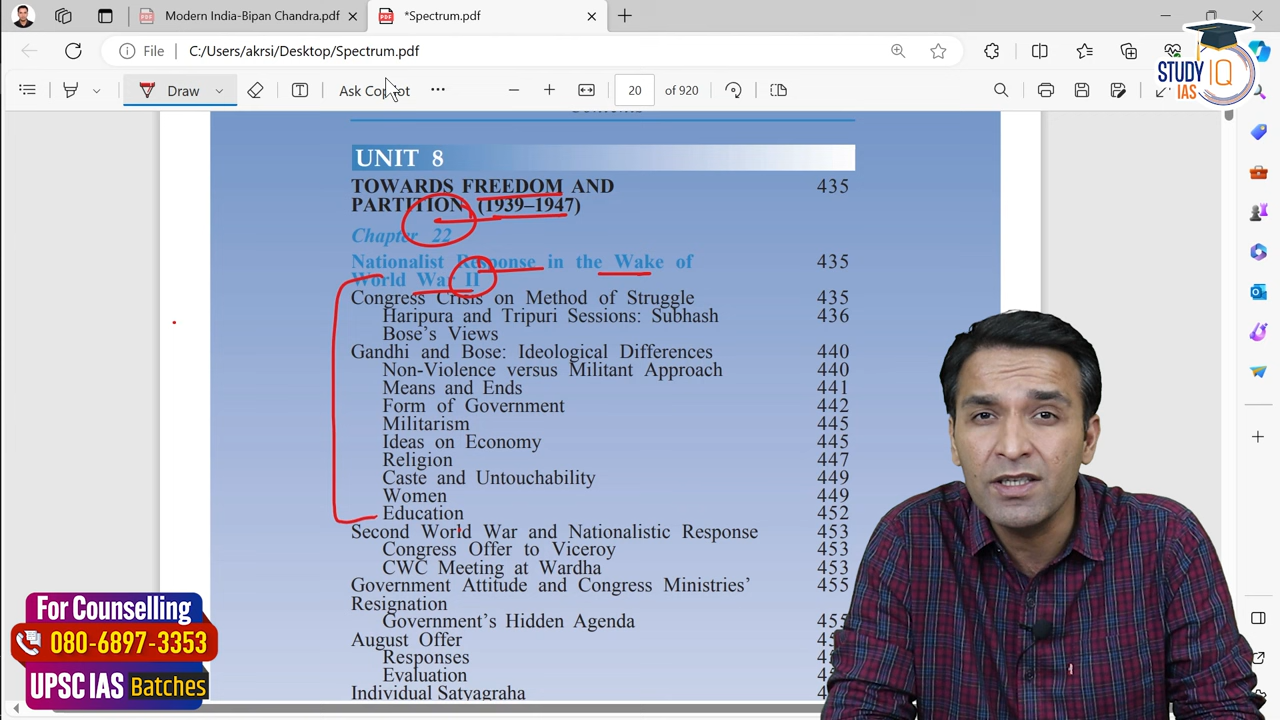 Modern India-Bipan Chandra.pdf
*Spectrum.pdf
File C:/Users/akrsi/Desktop/Spectrum.pdf
Draw
Ask Copilot
20 of 920
STUDY IQ
IAS
UNIT 8
TOWARDS FREEDOM AND 435
PARTITION (1939–1947)
Chapter 22
Nationalist Response in the Wake of 435
World War II
Congress Crisis on Method of Struggle 435
Haripura and Tripuri Sessions: Subhash 436
Bose's Views
Gandhi and Bose: Ideological Differences 440
Non-Violence versus Militant Approach 440
Means and Ends 441
Form of Government 442
Militarism 445
Ideas on Economy 445
Religion 447
Caste and Untouchability 449
Women 449
Education 452
Second World War and Nationalistic Response 453
Congress Offer to Viceroy 453
CWC Meeting at Wardha 453
Government Attitude and Congress Ministries' 455
Resignation
Government's Hidden Agenda 455
August Offer
Responses
Evaluation
Individual Satyagraha
For Counselling
080-6897-3353
UPSC IAS Batches